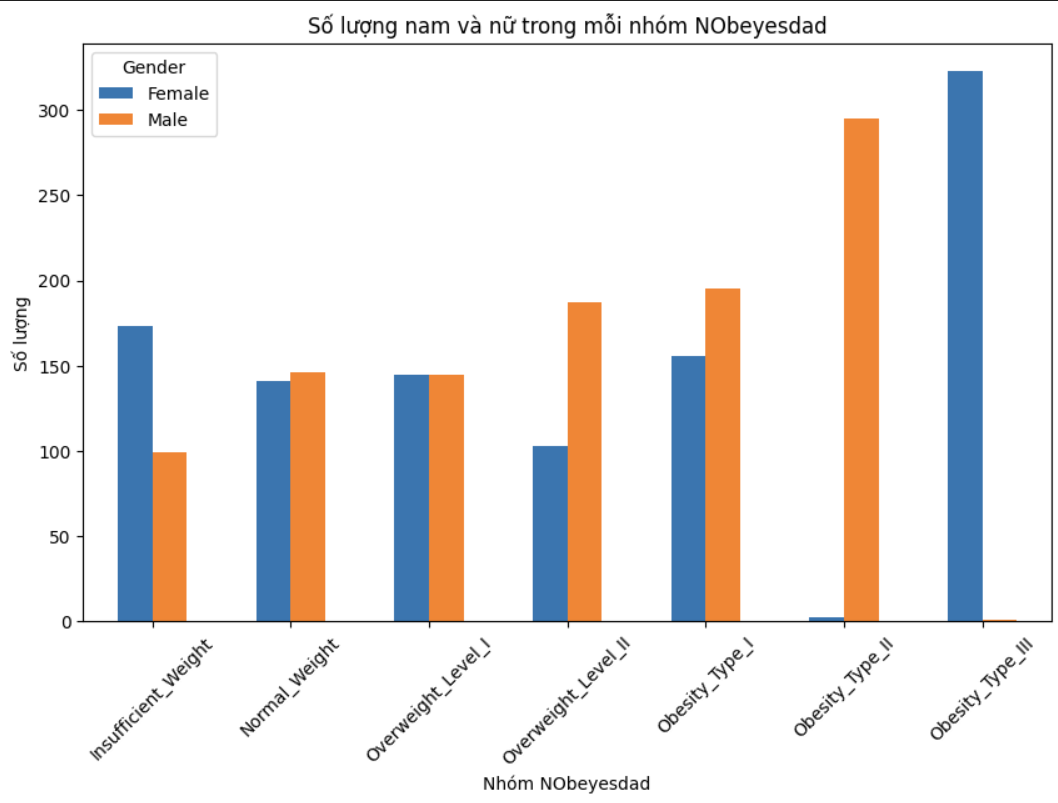 Số lượng nam và nữ trong mỗi nhóm NObeyesdad
Gender
Female
Male
Số lượng
300
250
200
150
100
50
0
Insufficient_Weight
Normal_Weight
Overweight_Level_I
Overweight_Level_II
Obesity_Type_I
Obesity_Type_II
Obesity_Type_III
Nhóm NObeyesdad